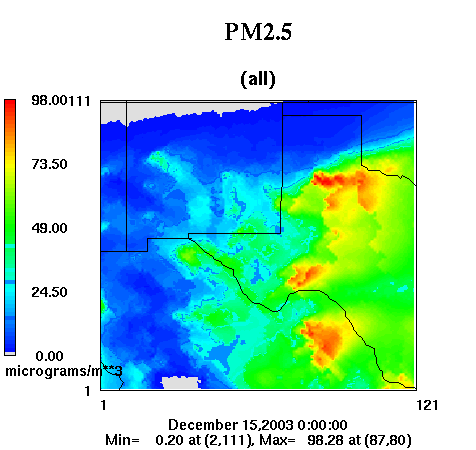 PM2.5
(all)
98.00111
73.50
49.00
24.50
0.00
micrograms/m**3
1
1 121
December 15,2003 0:00:00
Min= 0.20 at (2,111), Max= 98.28 at (87,80)